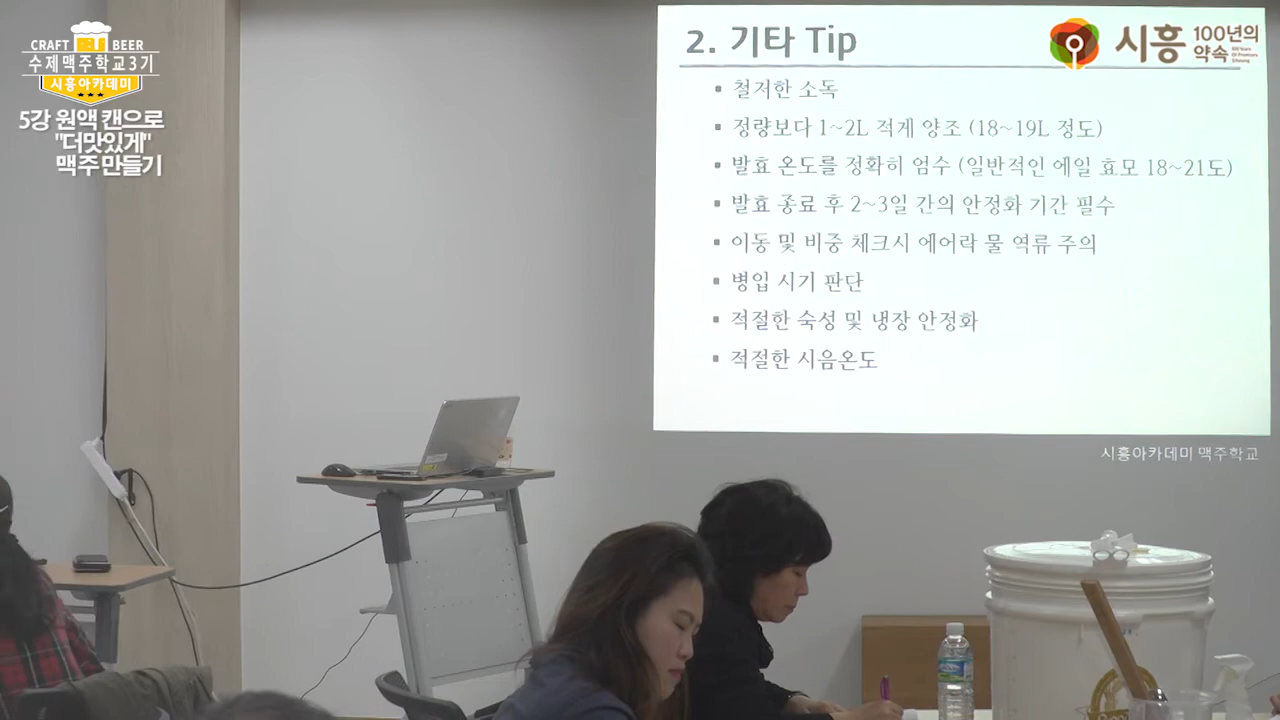 CRAFT BEER
수제맥주학교3기
시흥아카데미
5강 원액 캔으로
"더맛있게"
맥주 만들기
2. 기타 Tip
시흥 100년의 약속
▪ 철저한 소독
▪ 정량보다 1~2L 적게 양조 (18~19L 정도)
▪ 발효 온도를 정확히 엄수 (일반적인 에일 효모 18~21도)
▪ 발효 종료 후 2~3일 간의 안정화 기간 필수
▪ 이동 및 비중 체크시 에어락 물 역류 주의
▪ 병입 시기 판단
▪ 적절한 숙성 및 냉장 안정화
▪ 적절한 시음온도
시흥아카데미 맥주학교